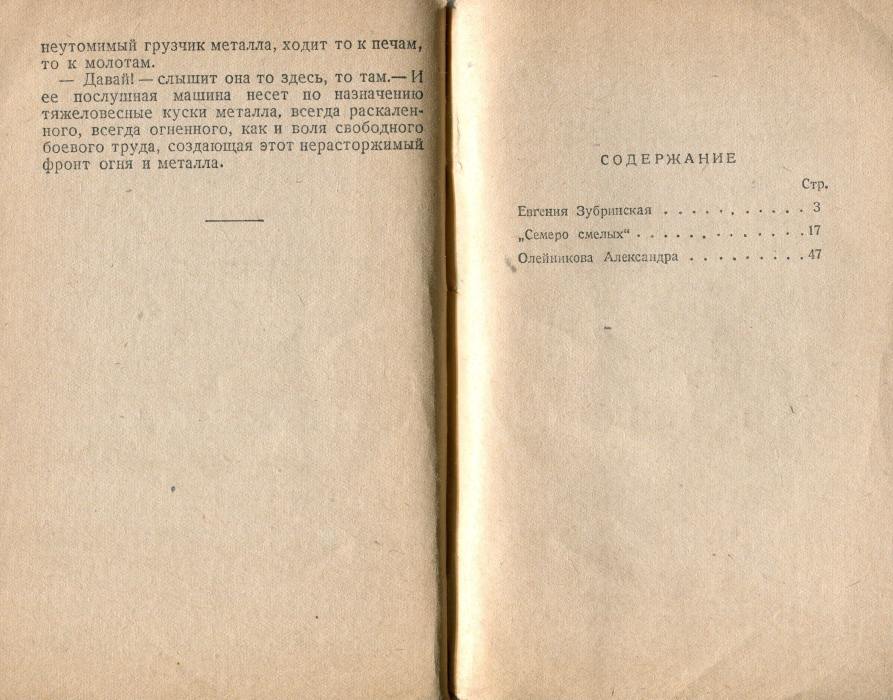 неутомимый грузчик металла, ходит то к печам,
то к молотам.
— Давай! — слышит она то здесь, то там.— И
ее послушная машина несет по назначению
тяжеловесные куски металла, всегда раскален-
ного, всегда огненного, как и воля свободного
боевого труда, создающая этот нерасторжимый
фронт огня и металла.
СОДЕРЖАНИЕ
Стр.
Евгения Зубринская . . . . . . . . . . . 3
„Семеро смелых“ . . . . . . . . . . . . . 17
Олейникова Александра . . . . . . . . . 47